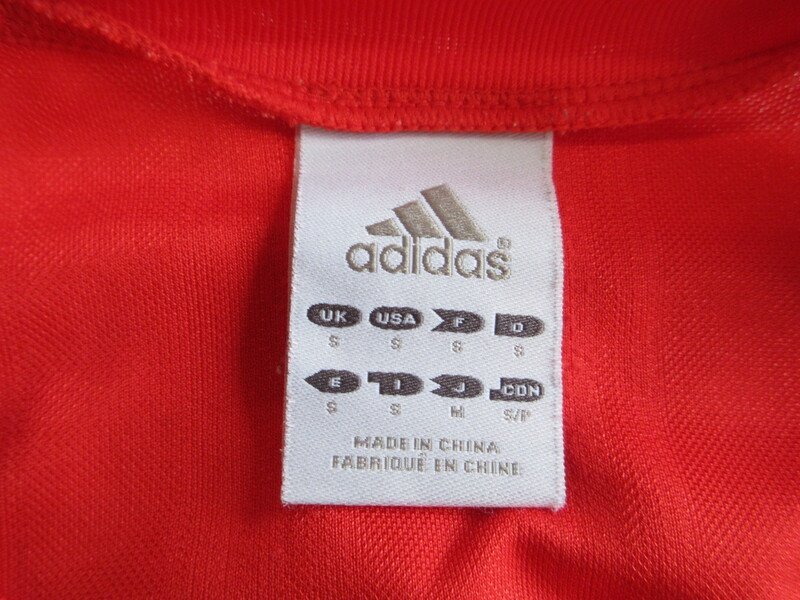 adidas®
UK USA F D
S S S S
E I J CDN
S S M S/P
MADE IN CHINA
FABRIQUÉ EN CHINE